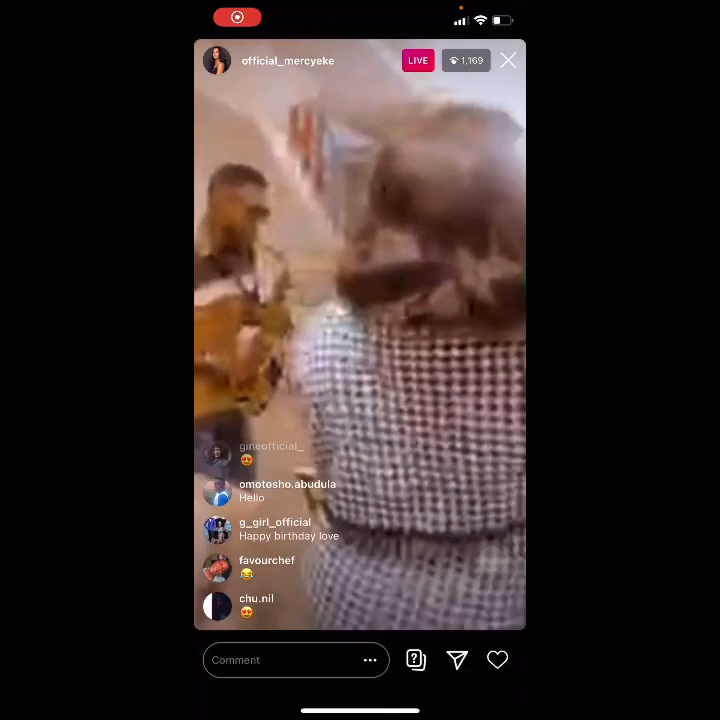 official_mercyeke
LIVE
1,169
gineofficial_
😍
omotosho.abudula
Hello
g_girl_official
Happy birthday love
favourchef
😂
chu.nil
😍
Comment